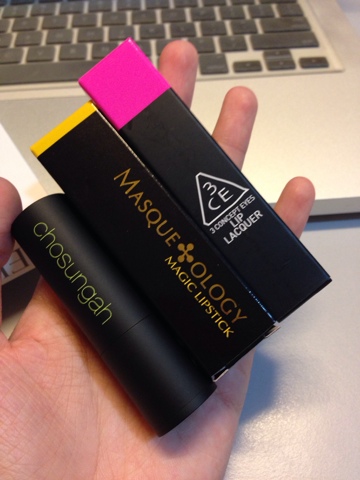 chosungah
MASQUE OLOGY
MAGIC LIPSTICK
3CE
3 CONCEPT EYES
LIP
LACQUER